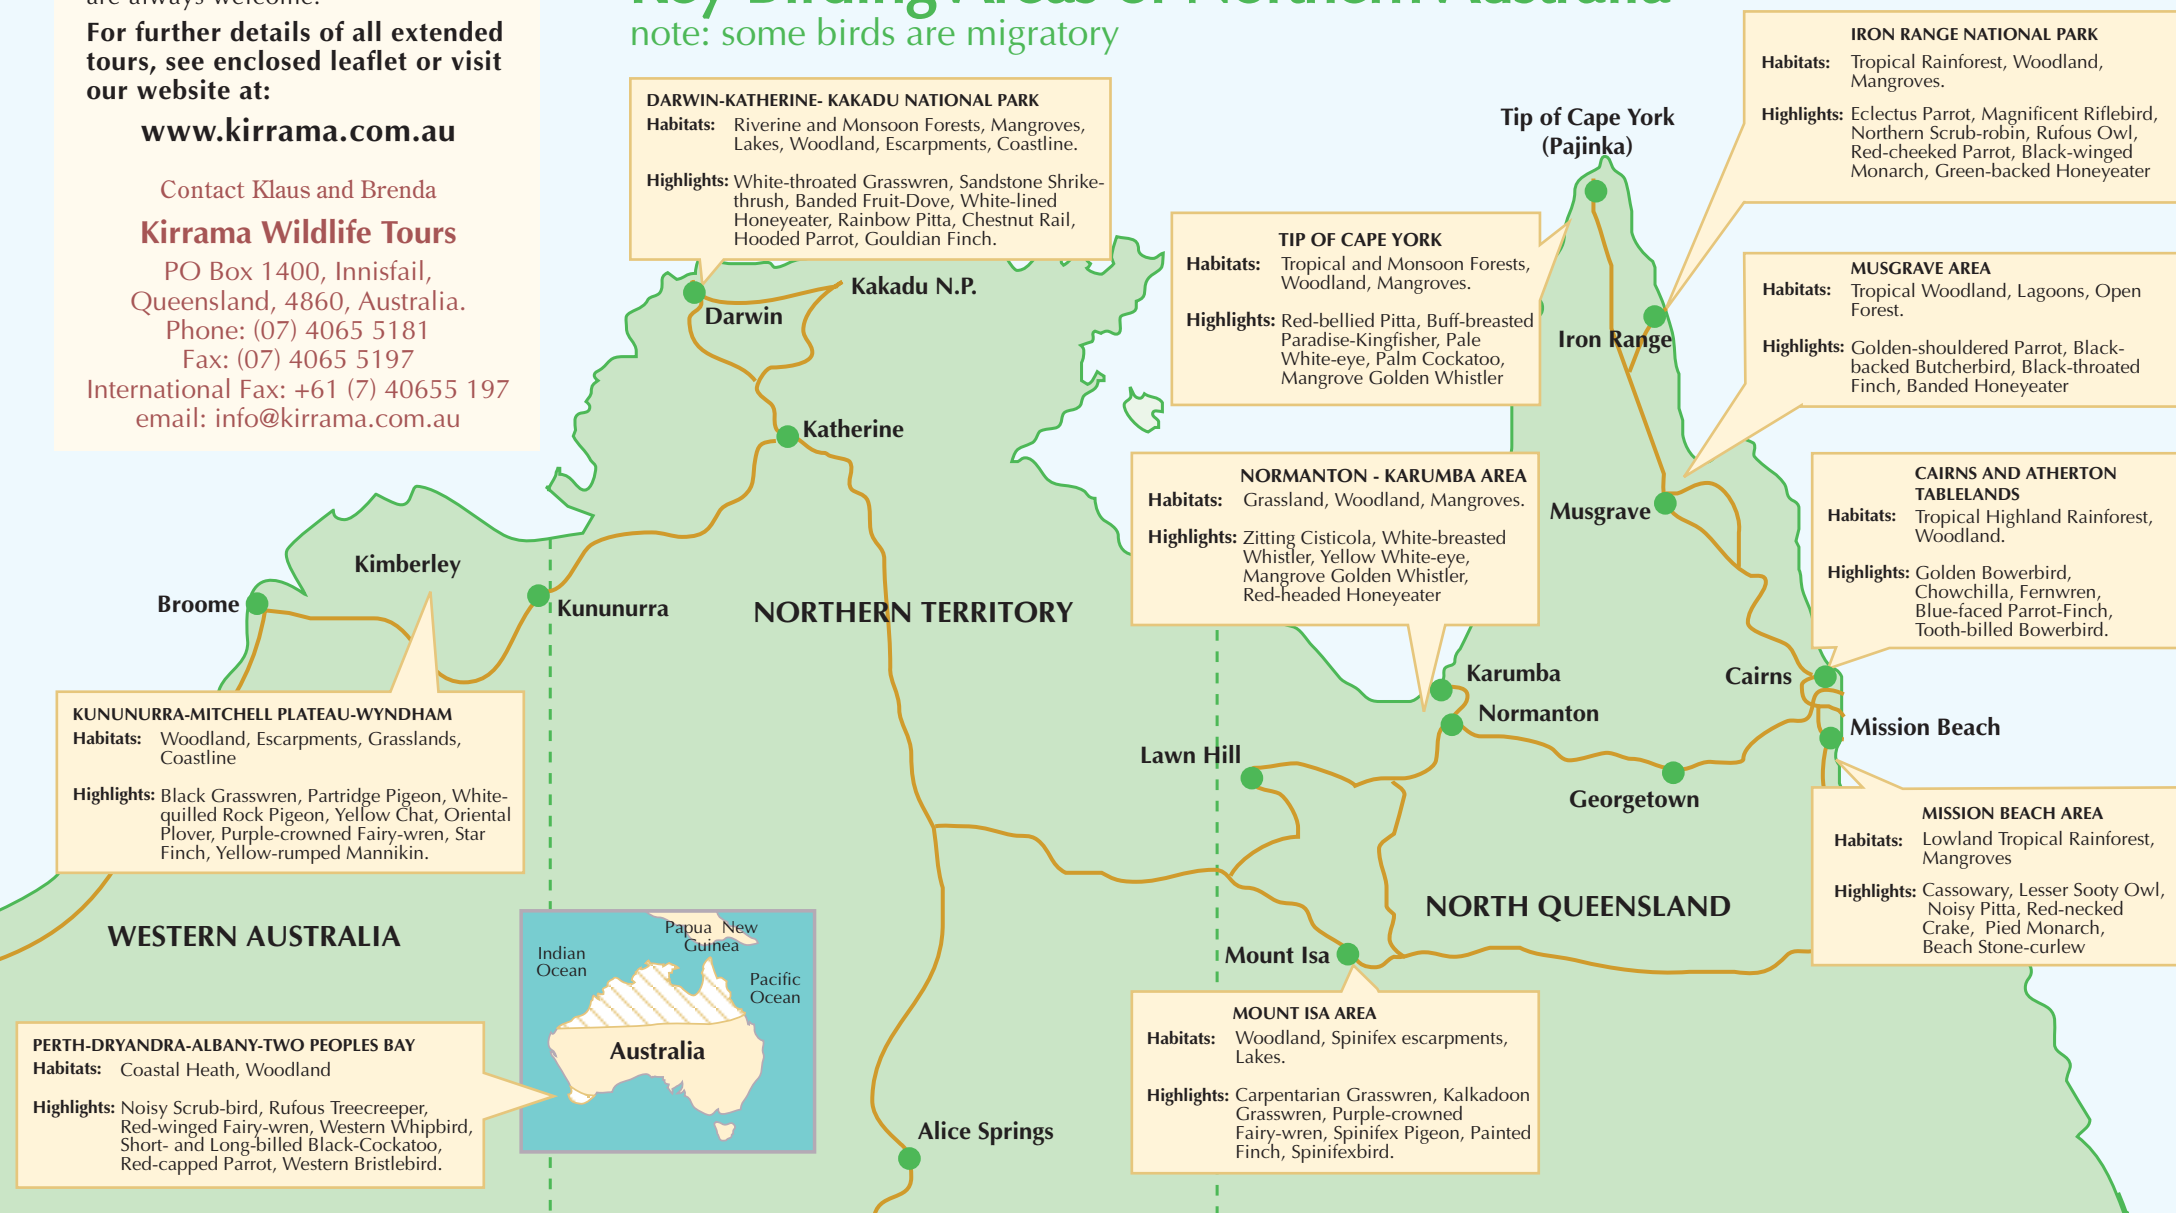 are always welcome.
For further details of all extended
tours, see enclosed leaflet or visit
our website at:
www.kirrama.com.au
Contact Klaus and Brenda
Kirrama Wildlife Tours
PO Box 1400, Innisfail,
Queensland, 4860, Australia.
Phone: (07) 4065 5181
Fax: (07) 4065 5197
International Fax: +61 (7) 40655 197
email: info@kirrama.com.au
Key Birding Areas of Northern Australia
note: some birds are migratory
DARWIN-KATHERINE- KAKADU NATIONAL PARK
Habitats: Riverine and Monsoon Forests, Mangroves,
Lakes, Woodland, Escarpments, Coastline.
Highlights: White-throated Grasswren, Sandstone Shrike-
thrush, Banded Fruit-Dove, White-lined
Honeyeater, Rainbow Pitta, Chestnut Rail,
Hooded Parrot, Gouldian Finch.
IRON RANGE NATIONAL PARK
Habitats: Tropical Rainforest, Woodland,
Mangroves.
Highlights: Eclectus Parrot, Magnificent Riflebird,
Northern Scrub-robin, Rufous Owl,
Red-cheeked Parrot, Black-winged
Monarch, Green-backed Honeyeater
Tip of Cape York
(Pajinka)
TIP OF CAPE YORK
Habitats: Tropical and Monsoon Forests,
Woodland, Mangroves.
Highlights: Red-bellied Pitta, Buff-breasted
Paradise-Kingfisher, Pale
White-eye, Palm Cockatoo,
Mangrove Golden Whistler
MUSGRAVE AREA
Habitats: Tropical Woodland, Lagoons, Open
Forest.
Highlights: Golden-shouldered Parrot, Black-
backed Butcherbird, Black-throated
Finch, Banded Honeyeater
Kakadu N.P.
Darwin
Iron Range
Katherine
NORMANTON - KARUMBA AREA
Habitats: Grassland, Woodland, Mangroves.
Highlights: Zitting Cisticola, White-breasted
Whistler, Yellow White-eye,
Mangrove Golden Whistler,
Red-headed Honeyeater
Musgrave
CAIRNS AND ATHERTON
TABLELANDS
Habitats: Tropical Highland Rainforest,
Woodland.
Highlights: Golden Bowerbird,
Chowchilla, Fernwren,
Blue-faced Parrot-Finch,
Tooth-billed Bowerbird.
Kimberley
Broome
Kununurra
NORTHERN TERRITORY
Karumba
Cairns
Normanton
Mission Beach
Lawn Hill
Georgetown
KUNUNURRA-MITCHELL PLATEAU-WYNDHAM
Habitats: Woodland, Escarpments, Grasslands,
Coastline
Highlights: Black Grasswren, Partridge Pigeon, White-
quilled Rock Pigeon, Yellow Chat, Oriental
Plover, Purple-crowned Fairy-wren, Star
Finch, Yellow-rumped Mannikin.
MISSION BEACH AREA
Habitats: Lowland Tropical Rainforest,
Mangroves
Highlights: Cassowary, Lesser Sooty Owl,
Noisy Pitta, Red-necked
Crake, Pied Monarch,
Beach Stone-curlew
WESTERN AUSTRALIA
NORTH QUEENSLAND
Mount Isa
Papua New
Guinea
Indian
Ocean
Pacific
Ocean
Australia
MOUNT ISA AREA
Habitats: Woodland, Spinifex escarpments,
Lakes.
Highlights: Carpentarian Grasswren, Kalkadoon
Grasswren, Purple-crowned
Fairy-wren, Spinifex Pigeon, Painted
Finch, Spinifexbird.
PERTH-DRYANDRA-ALBANY-TWO PEOPLES BAY
Habitats: Coastal Heath, Woodland
Highlights: Noisy Scrub-bird, Rufous Treecreeper,
Red-winged Fairy-wren, Western Whipbird,
Short- and Long-billed Black-Cockatoo,
Red-capped Parrot, Western Bristlebird.
Alice Springs